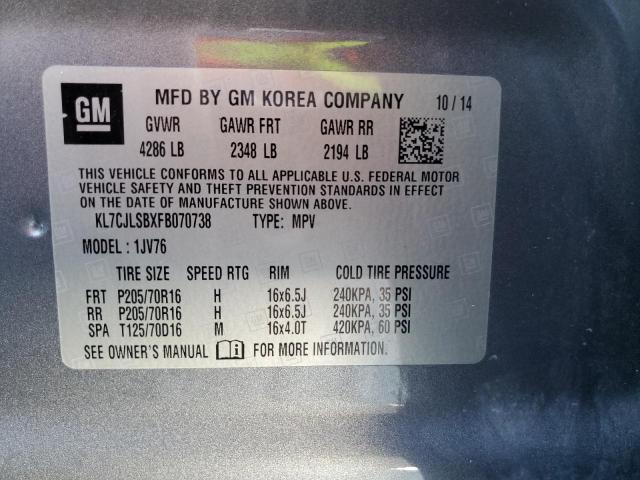 GM MFD BY GM KOREA COMPANY 10 / 14
GVWR GAWR FRT GAWR RR
4286 LB 2348 LB 2194 LB
THIS VEHICLE CONFORMS TO ALL APPLICABLE U.S. FEDERAL MOTOR
VEHICLE SAFETY AND THEFT PREVENTION STANDARDS IN EFFECT
ON THE DATE OF MANUFACTURE SHOWN ABOVE.
KL7CJLSBXFB070738 TYPE: MPV
MODEL : 1JV76
TIRE SIZE SPEED RTG RIM COLD TIRE PRESSURE
FRT P205/70R16 H 16x6.5J 240KPA, 35 PSI
RR P205/70R16 H 16x6.5J 240KPA, 35 PSI
SPA T125/70D16 M 16x4.0T 420KPA, 60 PSI
SEE OWNER'S MANUAL FOR MORE INFORMATION.